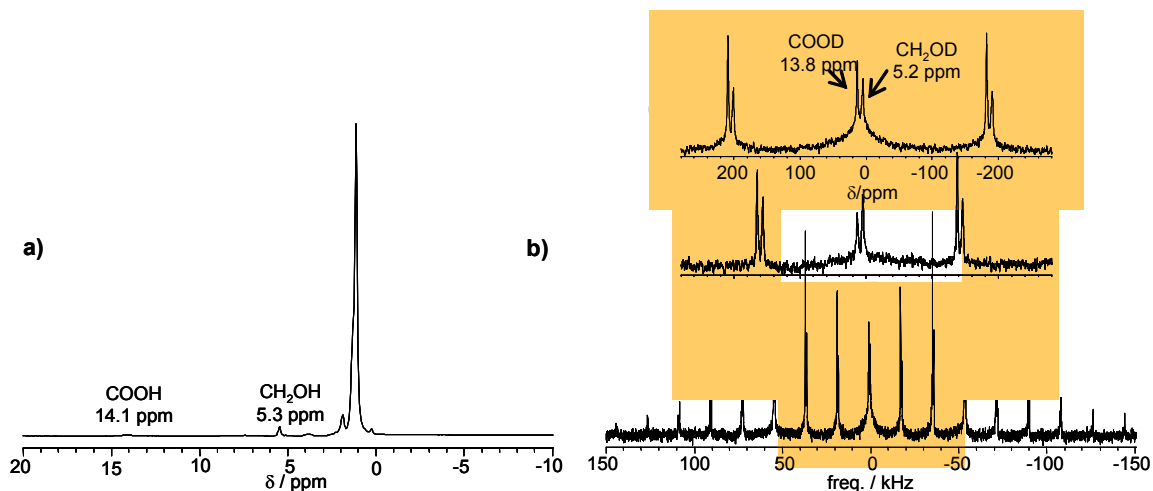 a)
COOH
14.1 ppm
CH2OH
5.3 ppm
20 15 10 5 0 -5 -10
δ / ppm
b)
COOD
13.8 ppm
CH2OD
5.2 ppm
200 100 0 -100 -200
δ/ppm
150 100 50 0 -50 -100 -150
freq. / kHz